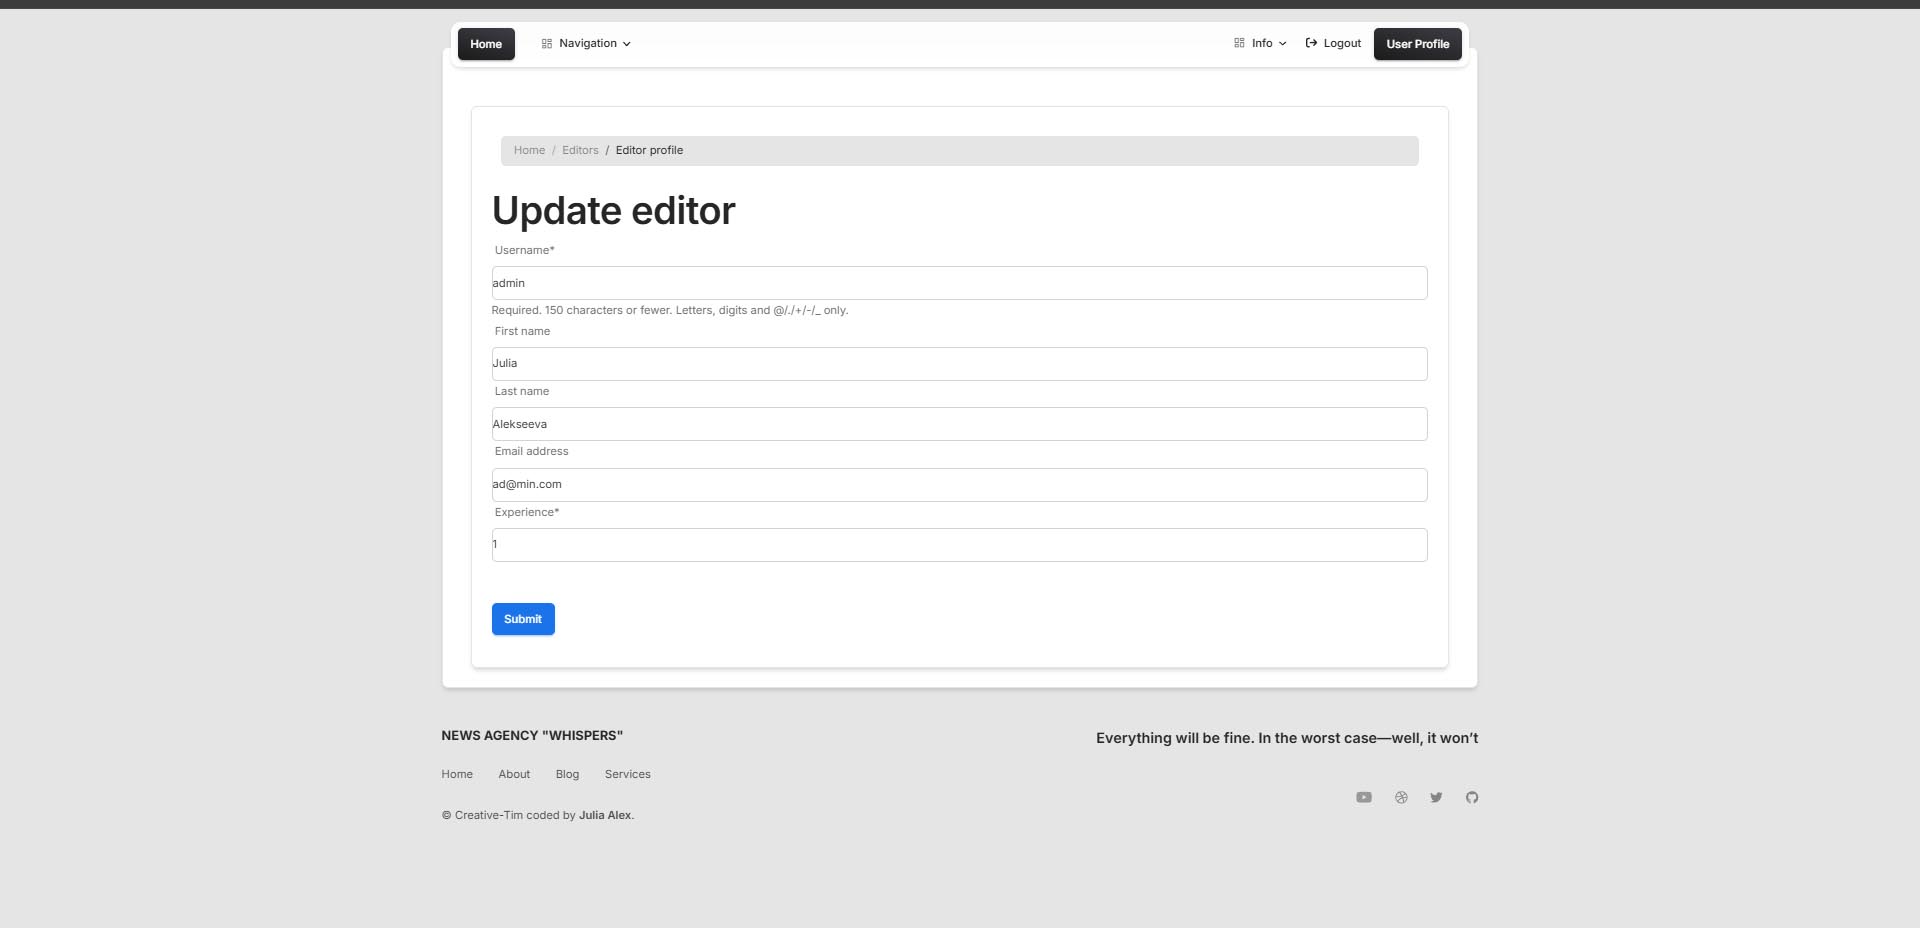 Home Navigation Info Logout User Profile
Home / Editors / Editor profile
Update editor
Username*
admin
Required. 150 characters or fewer. Letters, digits and @/./+/-/_ only.
First name
Julia
Last name
Alekseeva
Email address
ad@min.com
Experience*
1
Submit
NEWS AGENCY "WHISPERS"
Everything will be fine. In the worst case—well, it won’t
Home About Blog Services
© Creative-Tim coded by Julia Alex.